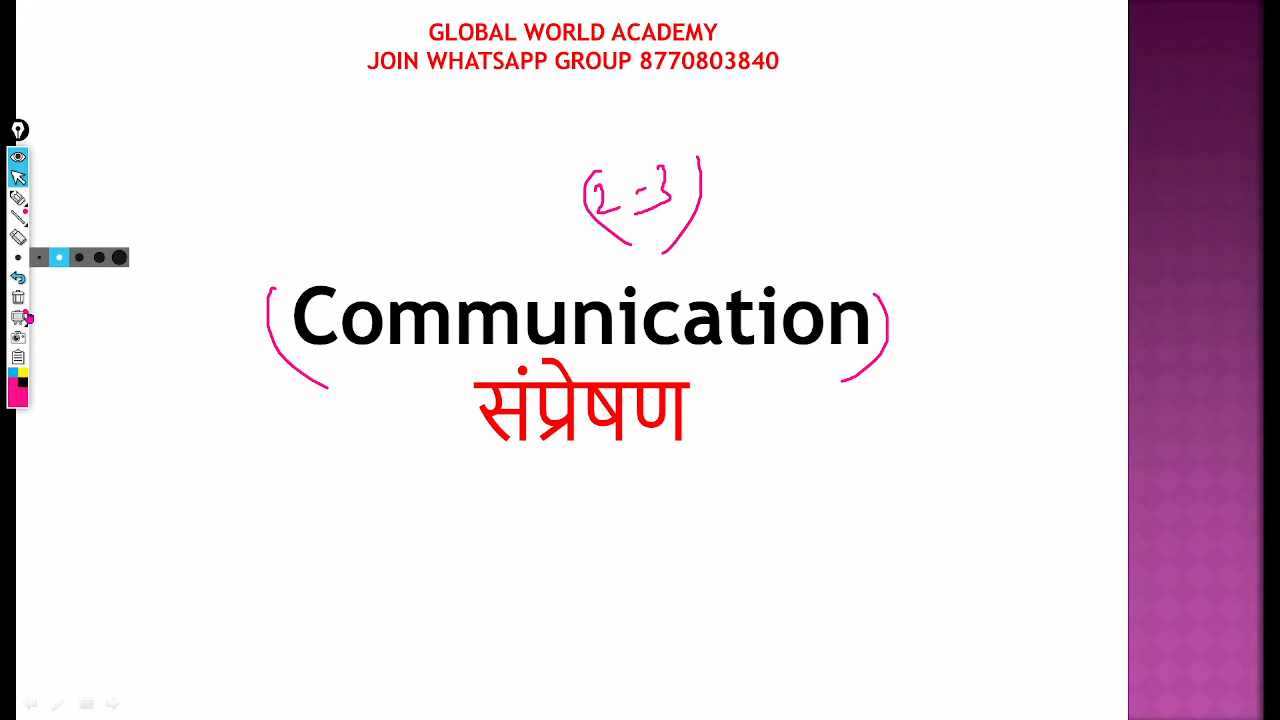 GLOBAL WORLD ACADEMY
JOIN WHATSAPP GROUP 8770803840
(2-3)
(Communication)
संप्रेषण